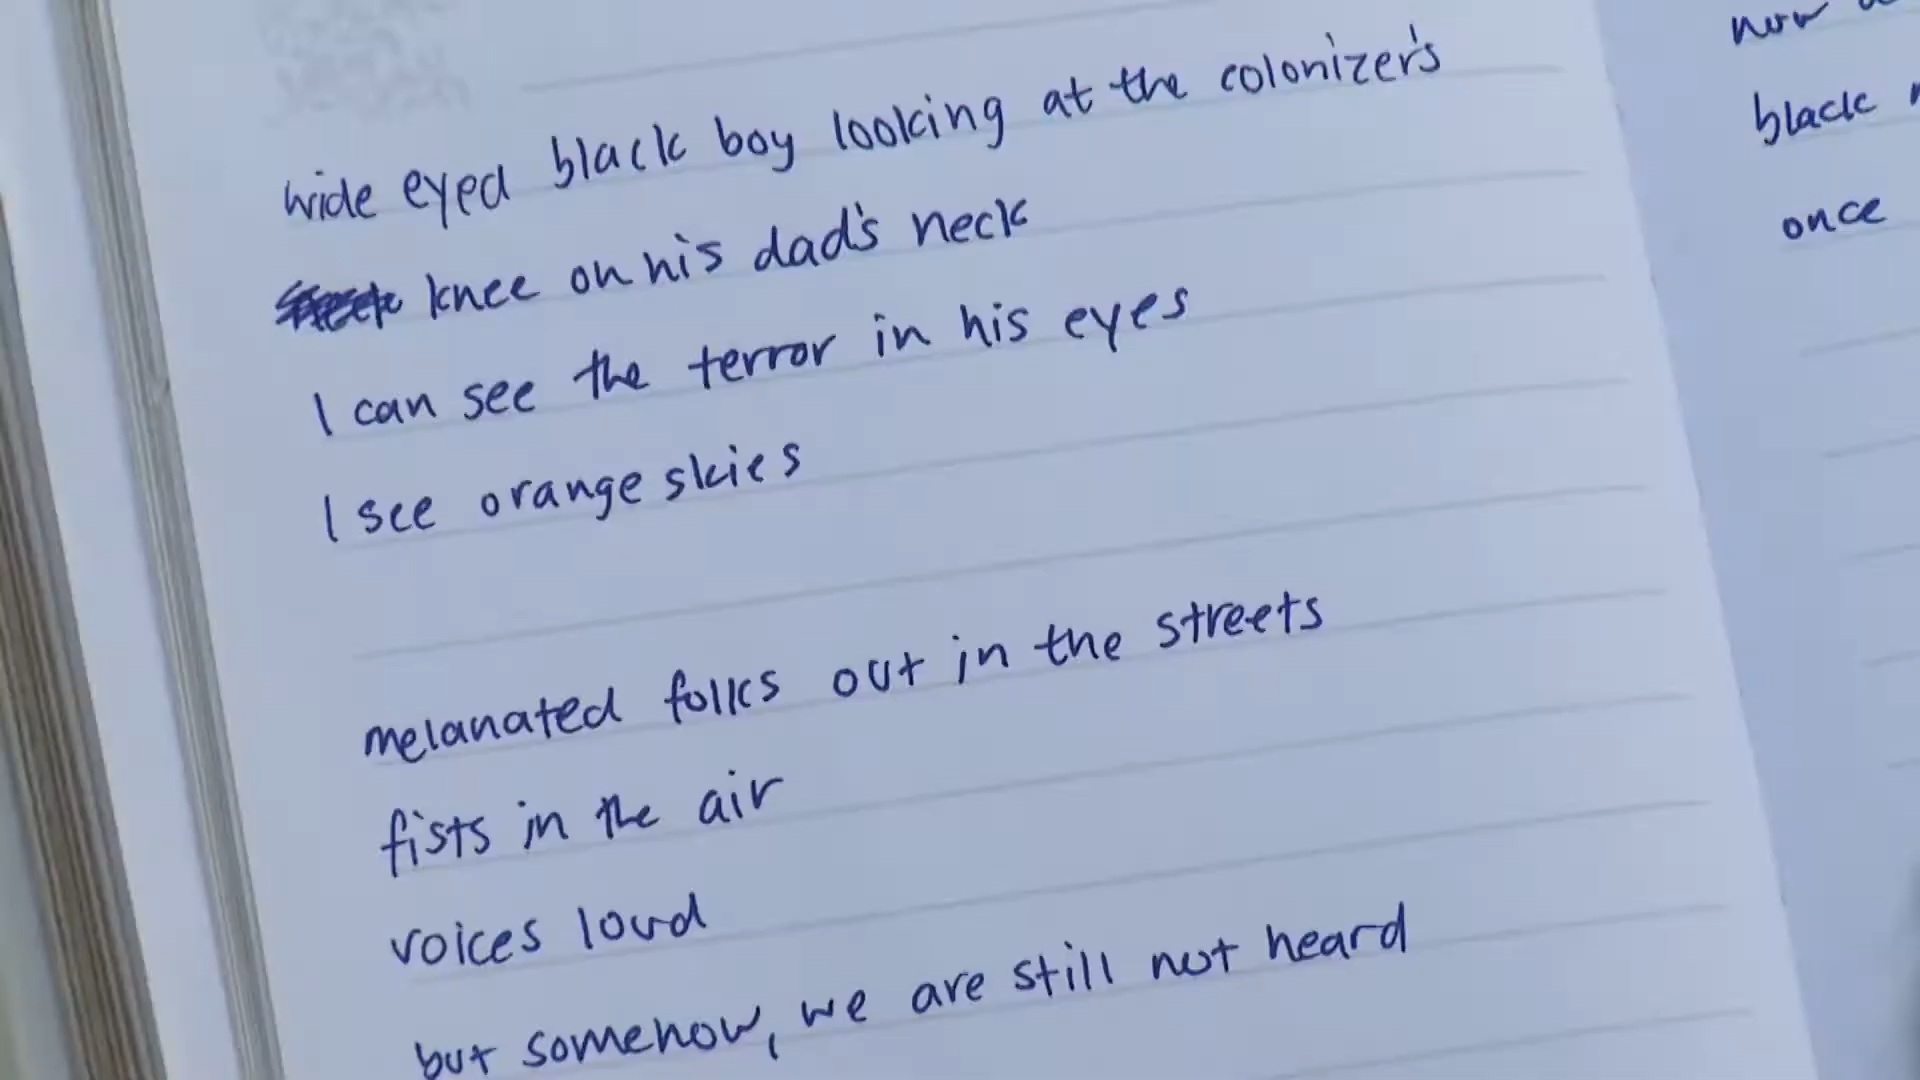 wide eyed black boy looking at the colonizer's
knee on his dad's neck
I can see the terror in his eyes
I see orange skies
melanated folks out in the streets
fists in the air
voices loud
but somehow, we are still not heard
now
black
once